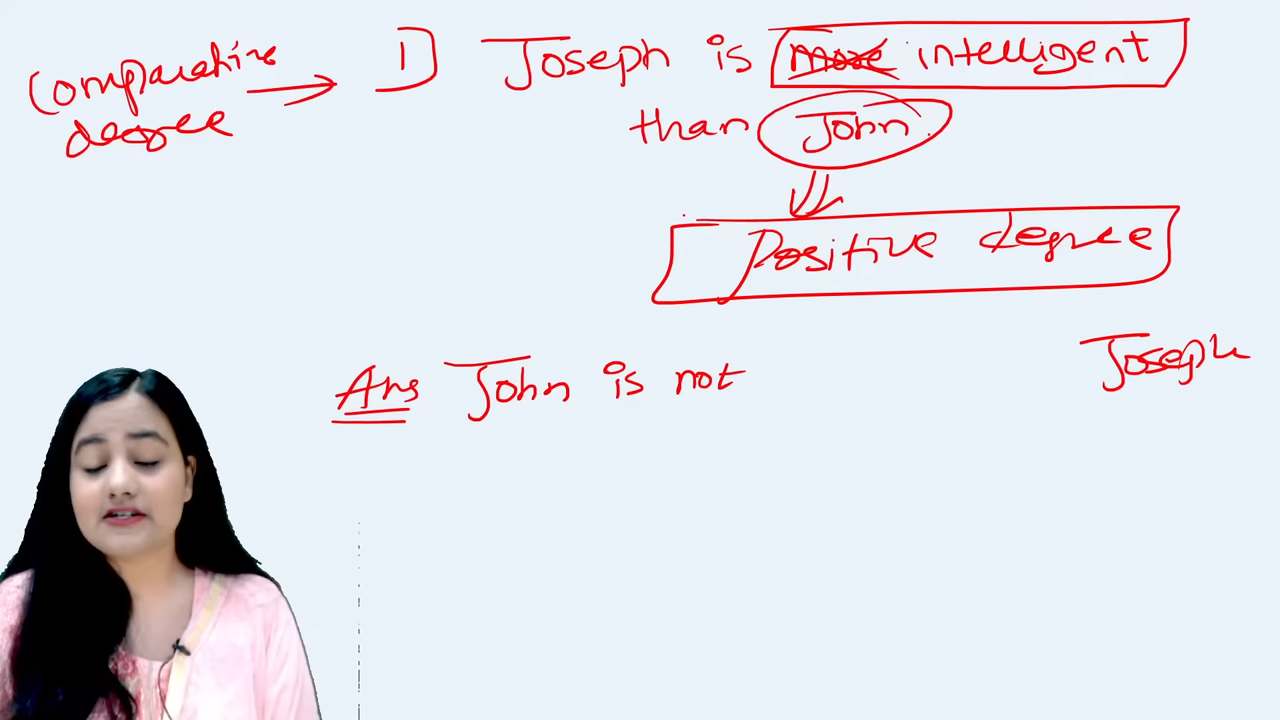 Comparative degree → 1) Joseph is more intelligent
than John
Positive degree
Joseph
Ans John is not